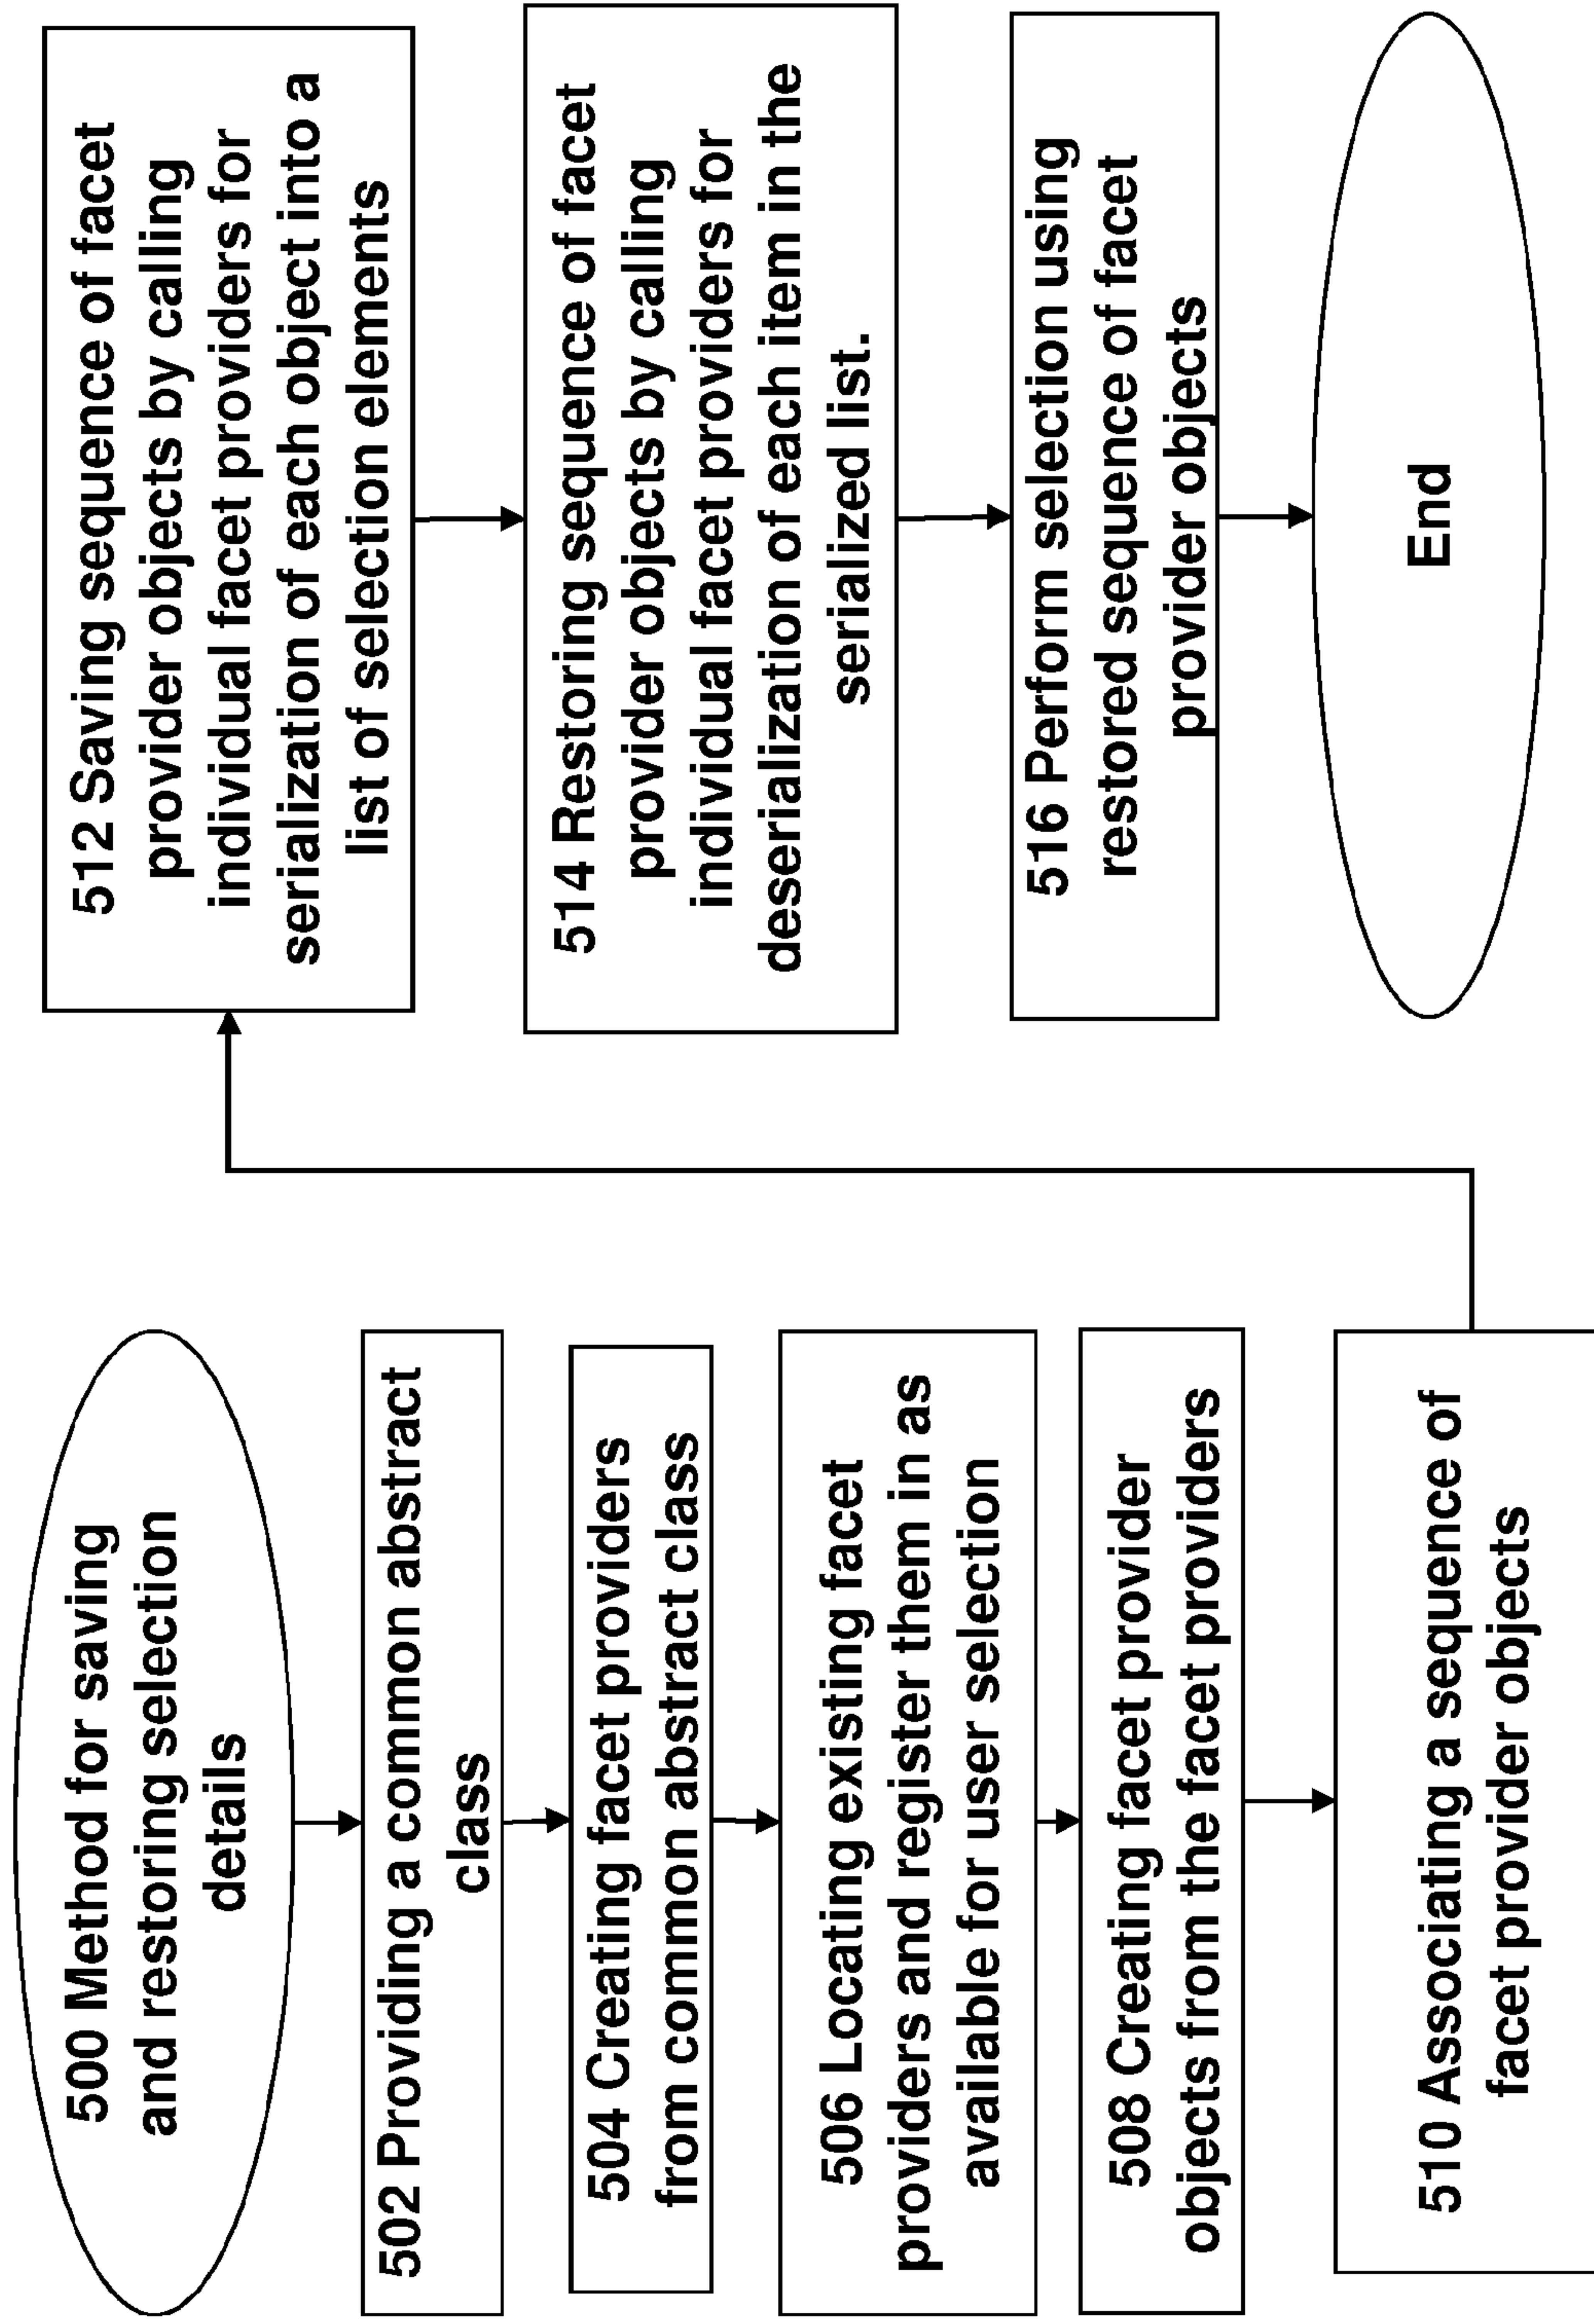 500 Method for saving
and restoring selection
details
502 Providing a common abstract
class
504 Creating facet providers
from common abstract class
506 Locating existing facet
providers and register them in as
available for user selection
508 Creating facet provider
objects from the facet providers
510 Associating a sequence of
facet provider objects
512 Saving sequence of facet
provider objects by calling
individual facet providers for
serialization of each object into a
list of selection elements
514 Restoring sequence of facet
provider objects by calling
individual facet providers for
deserialization of each item in the
serialized list.
516 Perform selection using
restored sequence of facet
provider objects
End